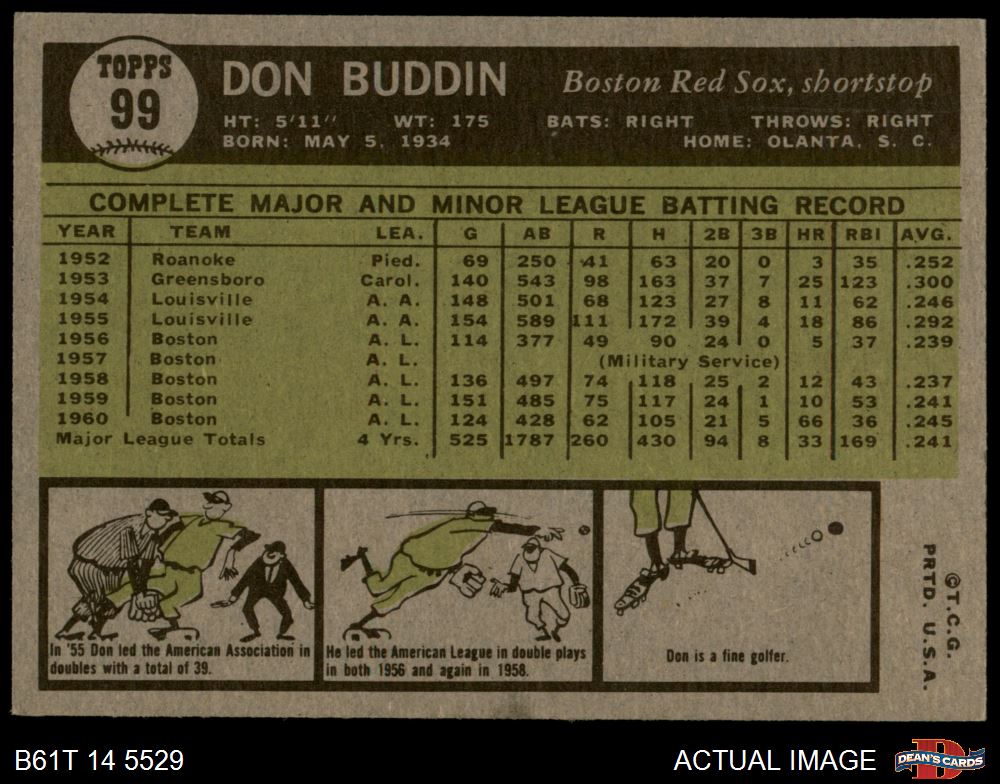 TOPPS
99
DON BUDDIN Boston Red Sox, shortstop
HT: 5'11" WT: 175 BATS: RIGHT THROWS: RIGHT
BORN: MAY 5, 1934 HOME: OLANTA, S. C.
COMPLETE MAJOR AND MINOR LEAGUE BATTING RECORD
YEAR TEAM LEA. G AB R H 2B 3B HR RBI AVG.
1952 Roanoke Pied. 69 250 41 63 20 0 3 35 .252
1953 Greensboro Carol. 140 543 98 163 37 7 25 123 .300
1954 Louisville A. A. 148 501 68 123 27 8 11 62 .246
1955 Louisville A. A. 154 589 111 172 39 4 18 86 .292
1956 Boston A. L. 114 377 49 90 24 0 5 37 .239
1957 Boston A. L. (Military Service)
1958 Boston A. L. 136 497 74 118 25 2 12 43 .237
1959 Boston A. L. 151 485 75 117 24 1 10 53 .241
1960 Boston A. L. 124 428 62 105 21 5 66 36 .245
Major League Totals 4 Yrs. 525 1787 260 430 94 8 33 169 .241
In '55 Don led the American Association in
doubles with a total of 39.
He led the American League in double plays
in both 1956 and again in 1958.
Don is a fine golfer.
©T.C.G.
PRTD. U.S.A.
B61T 14 5529 ACTUAL IMAGE DEAN'S CARDS